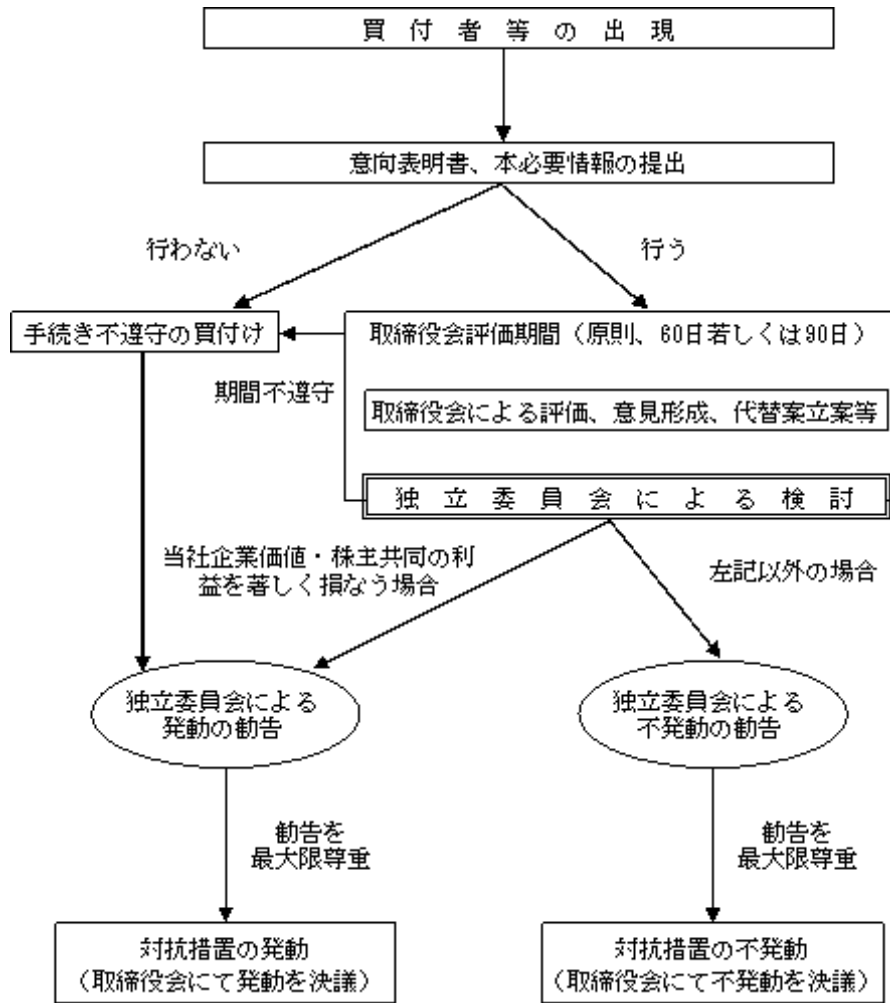 買付者等の出現
意向表明書、本必要情報の提出
行わない
行う
手続き不遵守の買付け
取締役会評価期間（原則、60日若しくは90日）
期間不遵守
取締役会による評価、意見形成、代替案立案等
独立委員会による検討
当社企業価値・株主共同の利
益を著しく損なう場合
左記以外の場合
独立委員会による
発動の勧告
独立委員会による
不発動の勧告
勧告を
最大限尊重
勧告を
最大限尊重
対抗措置の発動
（取締役会にて発動を決議）
対抗措置の不発動
（取締役会にて不発動を決議）